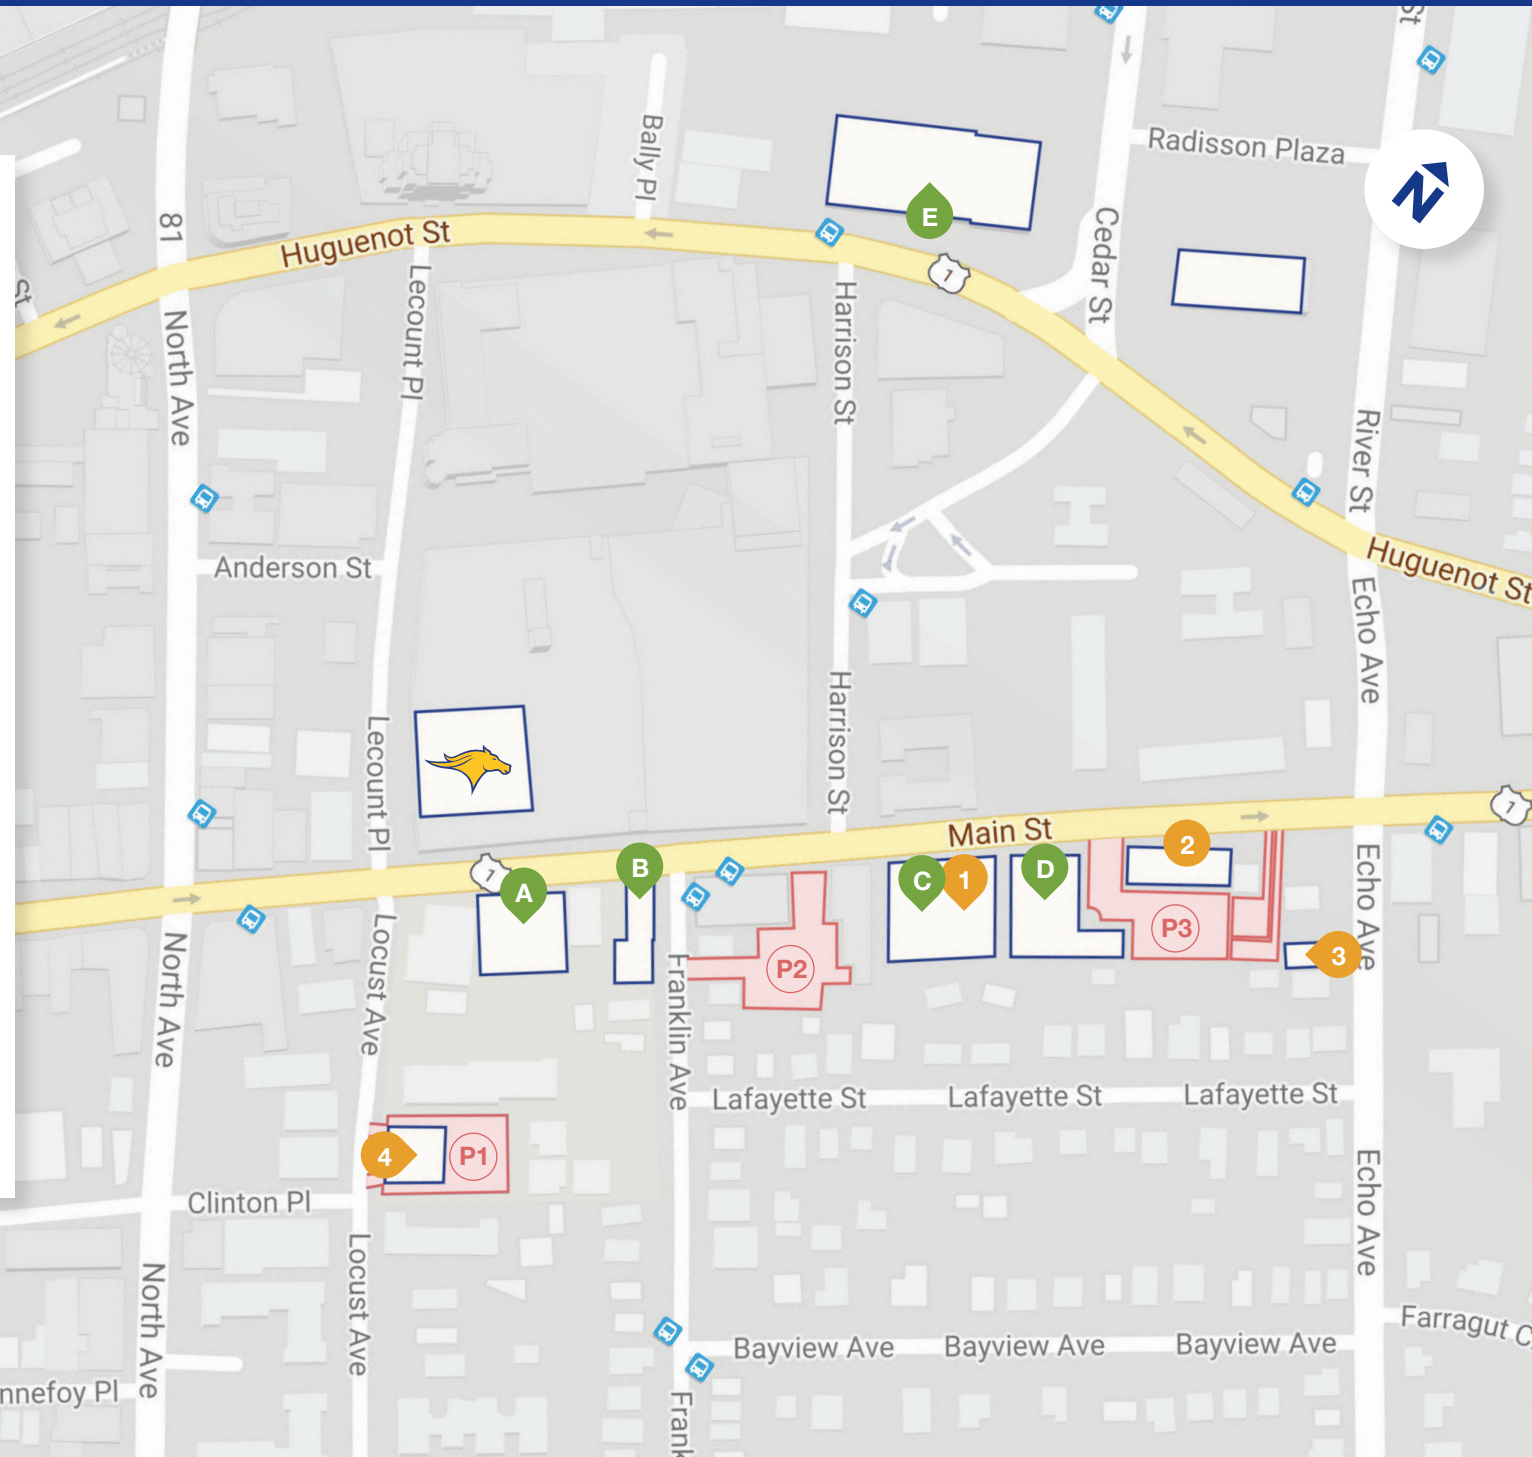 St
Radisson Plaza
N
Bally Pl
81
Huguenot St
E
1
Cedar St
St
Lecount Pl
Harrison St
North Ave
River St
Huguenot St
Anderson St
Echo Ave
Harrison St
Lecount Pl
1
Main St
2
B
1
D
A
C
1
P3
3
P2
Echo Ave
Locust Ave
North Ave
Franklin Ave
Lafayette St
Lafayette St
Lafayette St
4
P1
Clinton Pl
Echo Ave
Locust Ave
North Ave
Bayview Ave
Bayview Ave
Bayview Ave
Farragut C
nnefoy Pl
Frank